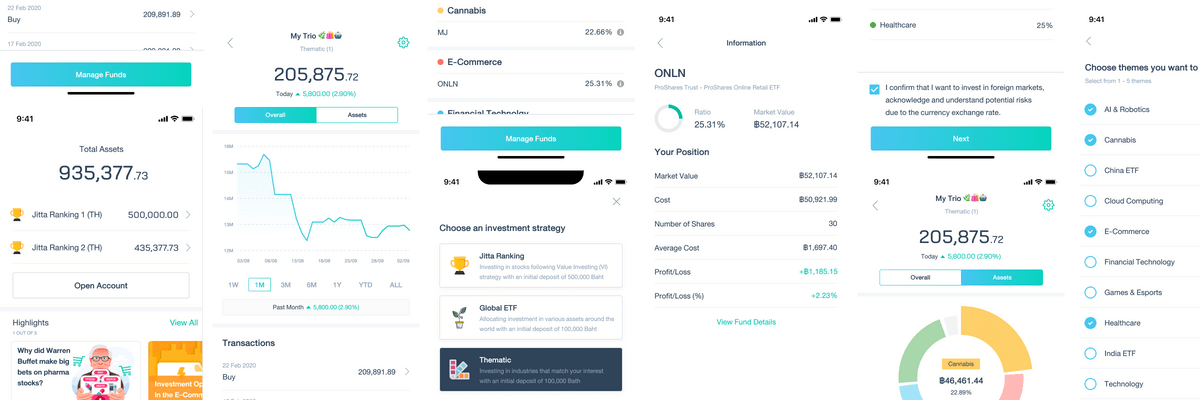 22 Feb 2020
Buy
209,891.89
17 Feb 2020
Manage Funds
9:41
Total Assets
935,377.73
Jitta Ranking 1 (TH)
500,000.00
Jitta Ranking 2 (TH)
435,377.73
Open Account
Highlights
View All
1 OUT OF 5
Why did Warren
Buffet make big
bets on pharma
stocks?
Investment Op
in the E-Comm
My Trio
Thematic (1)
205,875.72
Today ▲ 5,800.00 (2.90%)
Overall
Assets
15M
13M
12M
03/09
08/09
14/09
18/09
25/09
28/09
02/09
1W
1M
3M
6M
1Y
YTD
ALL
Past Month ▲ 5,800.00 (2.90%)
Transactions
22 Feb 2020
Buy
209,891.89
Cannabis
MJ
22.66%
E-Commerce
ONLN
25.31%
Financial Technology
Manage Funds
9:41
Choose an investment strategy
Jitta Ranking
Investing in stocks following Value Investing (VI)
strategy with an initial deposit of 500,000 Baht
Global ETF
Allocating investment in various assets around the
world with an intial deposit of 100,000 Baht
Thematic
Investing in industries that match your interest
with an initial deposit of 100,000 Bath
9:41
Information
ONLN
ProShares Trust - ProShares Online Retail ETF
Ratio
25.31%
Market Value
฿52,107.14
Your Position
Market Value
฿52,107.14
Cost
฿50,921.99
Number of Shares
30
Average Cost
฿1,697.40
Profit/Loss
+฿1,185.15
Profit/Loss (%)
+2.23%
View Fund Details
Healthcare
25%
I confirm that I want to invest in foreign markets,
acknowledge and understand potential risks
due to the currency exchange rate.
Next
9:41
My Trio
Thematic (1)
205,875.72
Today ▲ 5,800.00 (2.90%)
Overall
Assets
Cannabis
฿46,461.44
22.89%
9:41
Choose themes you want to
Select from 1 - 5 themes
AI & Robotics
Cannabis
China ETF
Cloud Computing
E-Commerce
Financial Technology
Games & Esports
Healthcare
India ETF
Technology